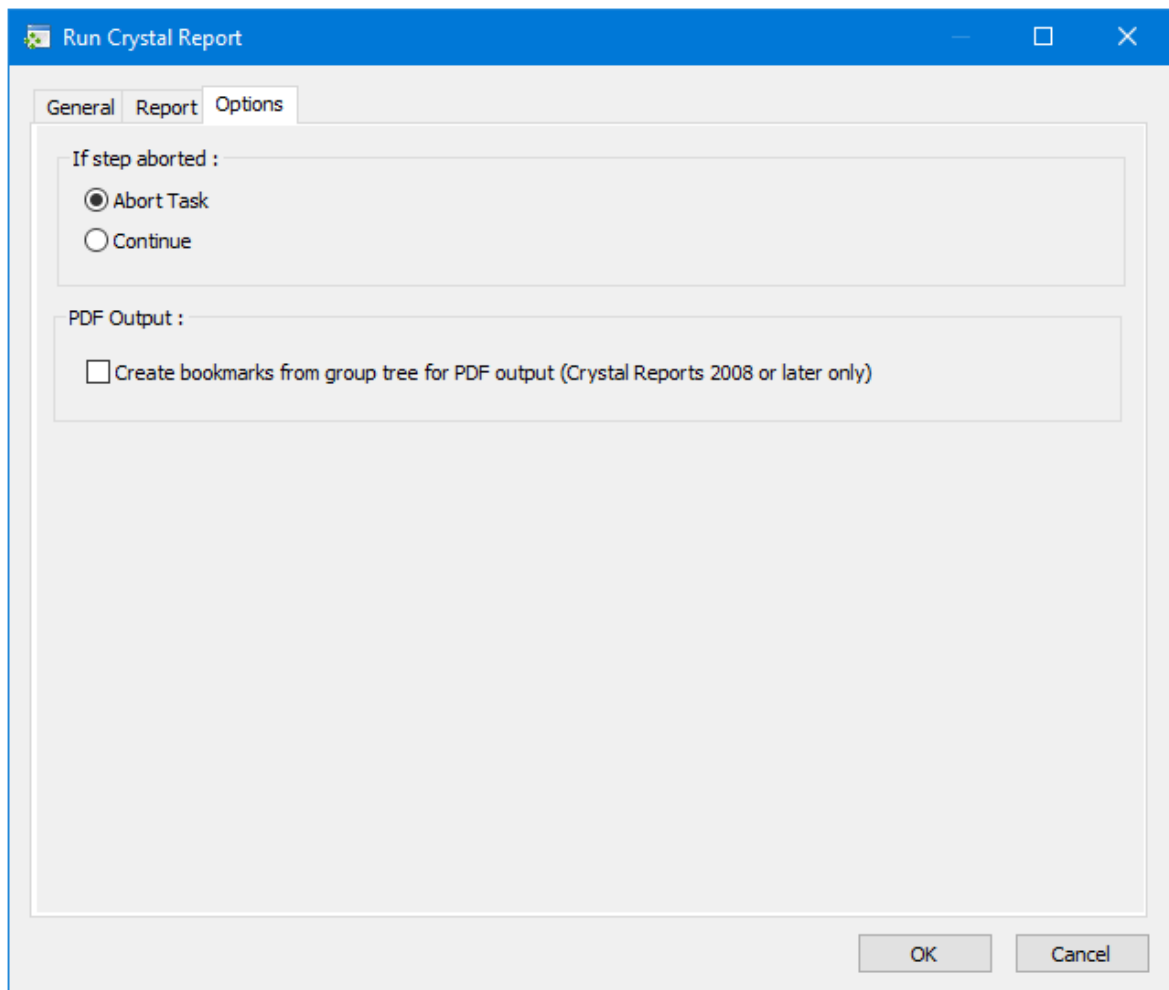 Run Crystal Report
General Report Options
If step aborted :
Abort Task
Continue
PDF Output :
Create bookmarks from group tree for PDF output (Crystal Reports 2008 or later only)
OK Cancel